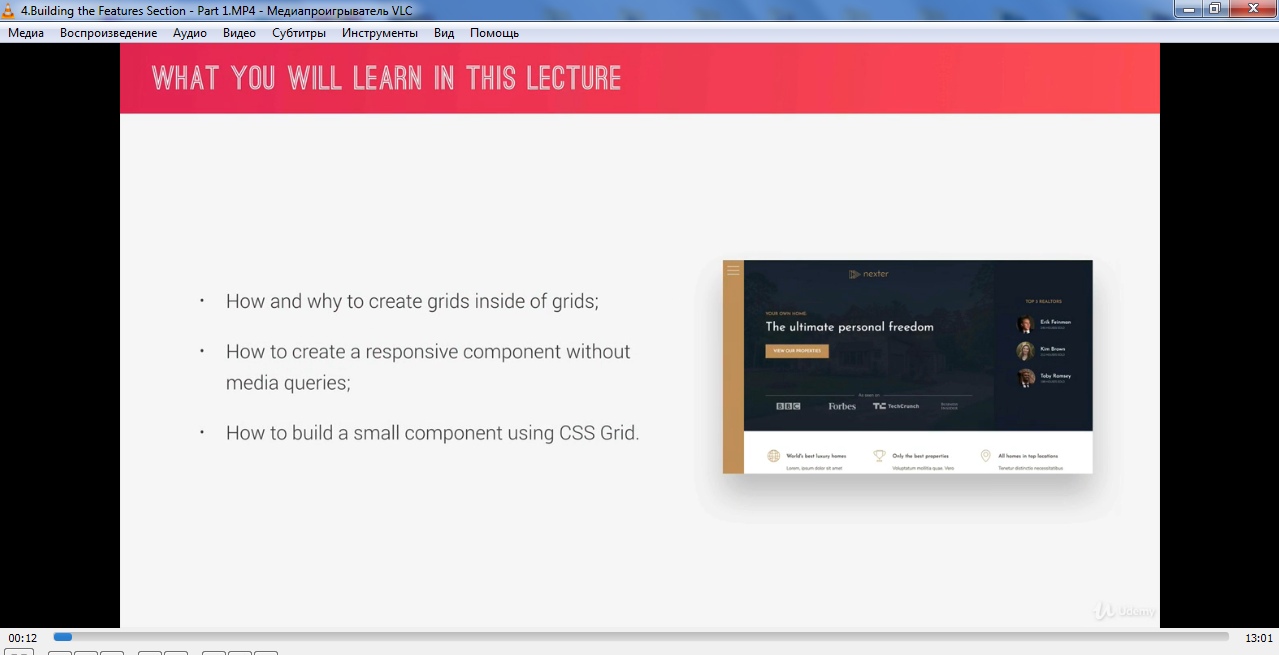 4.Building the Features Section - Part 1.MP4 - Медиапроигрыватель VLC
Медиа Воспроизведение Аудио Видео Субтитры Инструменты Вид Помощь
WHAT YOU WILL LEARN IN THIS LECTURE
• How and why to create grids inside of grids;
• How to create a responsive component without
media queries;
• How to build a small component using CSS Grid.
nexter
YOUR OWN HOME
The ultimate personal freedom
VIEW OUR PROPERTIES
TOP 3 REALTORS
Erik Feinman
Kim Brown
Toby Ramsey
As seen on
BBC Forbes TechCrunch
World's best luxury homes
Lorem, ipsum dolor sit amet
Only the best properties
Voluptatum mollitia quae. Vero
All homes in top locations
Tenetur distinctio necessitatibus
Udemy
00:12 13:01